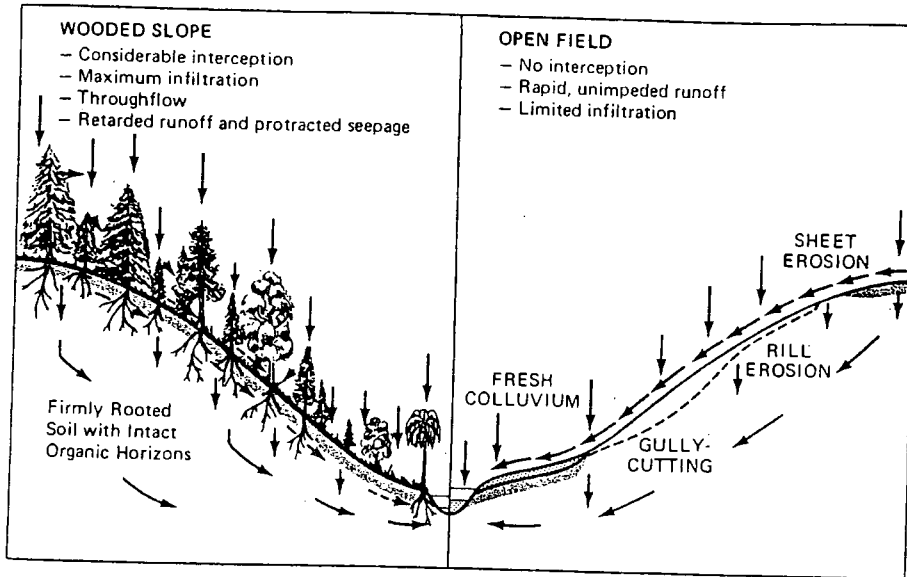 WOODED SLOPE
– Considerable interception
– Maximum infiltration
– Throughflow
– Retarded runoff and protracted seepage
OPEN FIELD
– No interception
– Rapid, unimpeded runoff
– Limited infiltration
SHEET
EROSION
RILL
EROSION
FRESH
COLLUVIUM
GULLY-
CUTTING
Firmly Rooted
Soil with Intact
Organic Horizons